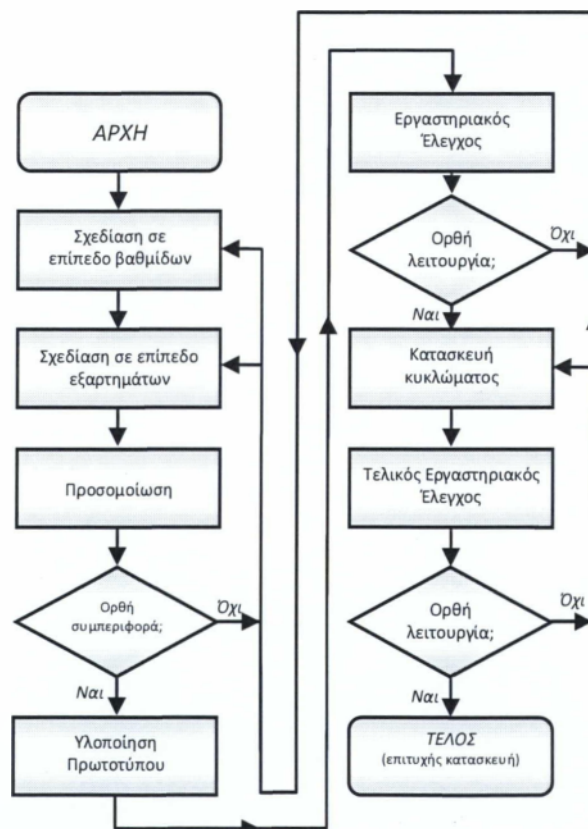 ΑΡΧΗ
Σχεδίαση σε
επίπεδο βαθμίδων
Σχεδίαση σε επίπεδο
εξαρτημάτων
Προσομοίωση
Ορθή
συμπεριφορά;
Όχι
Ναι
Υλοποίηση
Πρωτοτύπου
Εργαστηριακός
Έλεγχος
Ορθή
λειτουργία;
Όχι
Ναι
Κατασκευή
κυκλώματος
Τελικός Εργαστηριακός
Έλεγχος
Ορθή
λειτουργία;
Όχι
Ναι
ΤΕΛΟΣ
(επιτυχής κατασκευή)